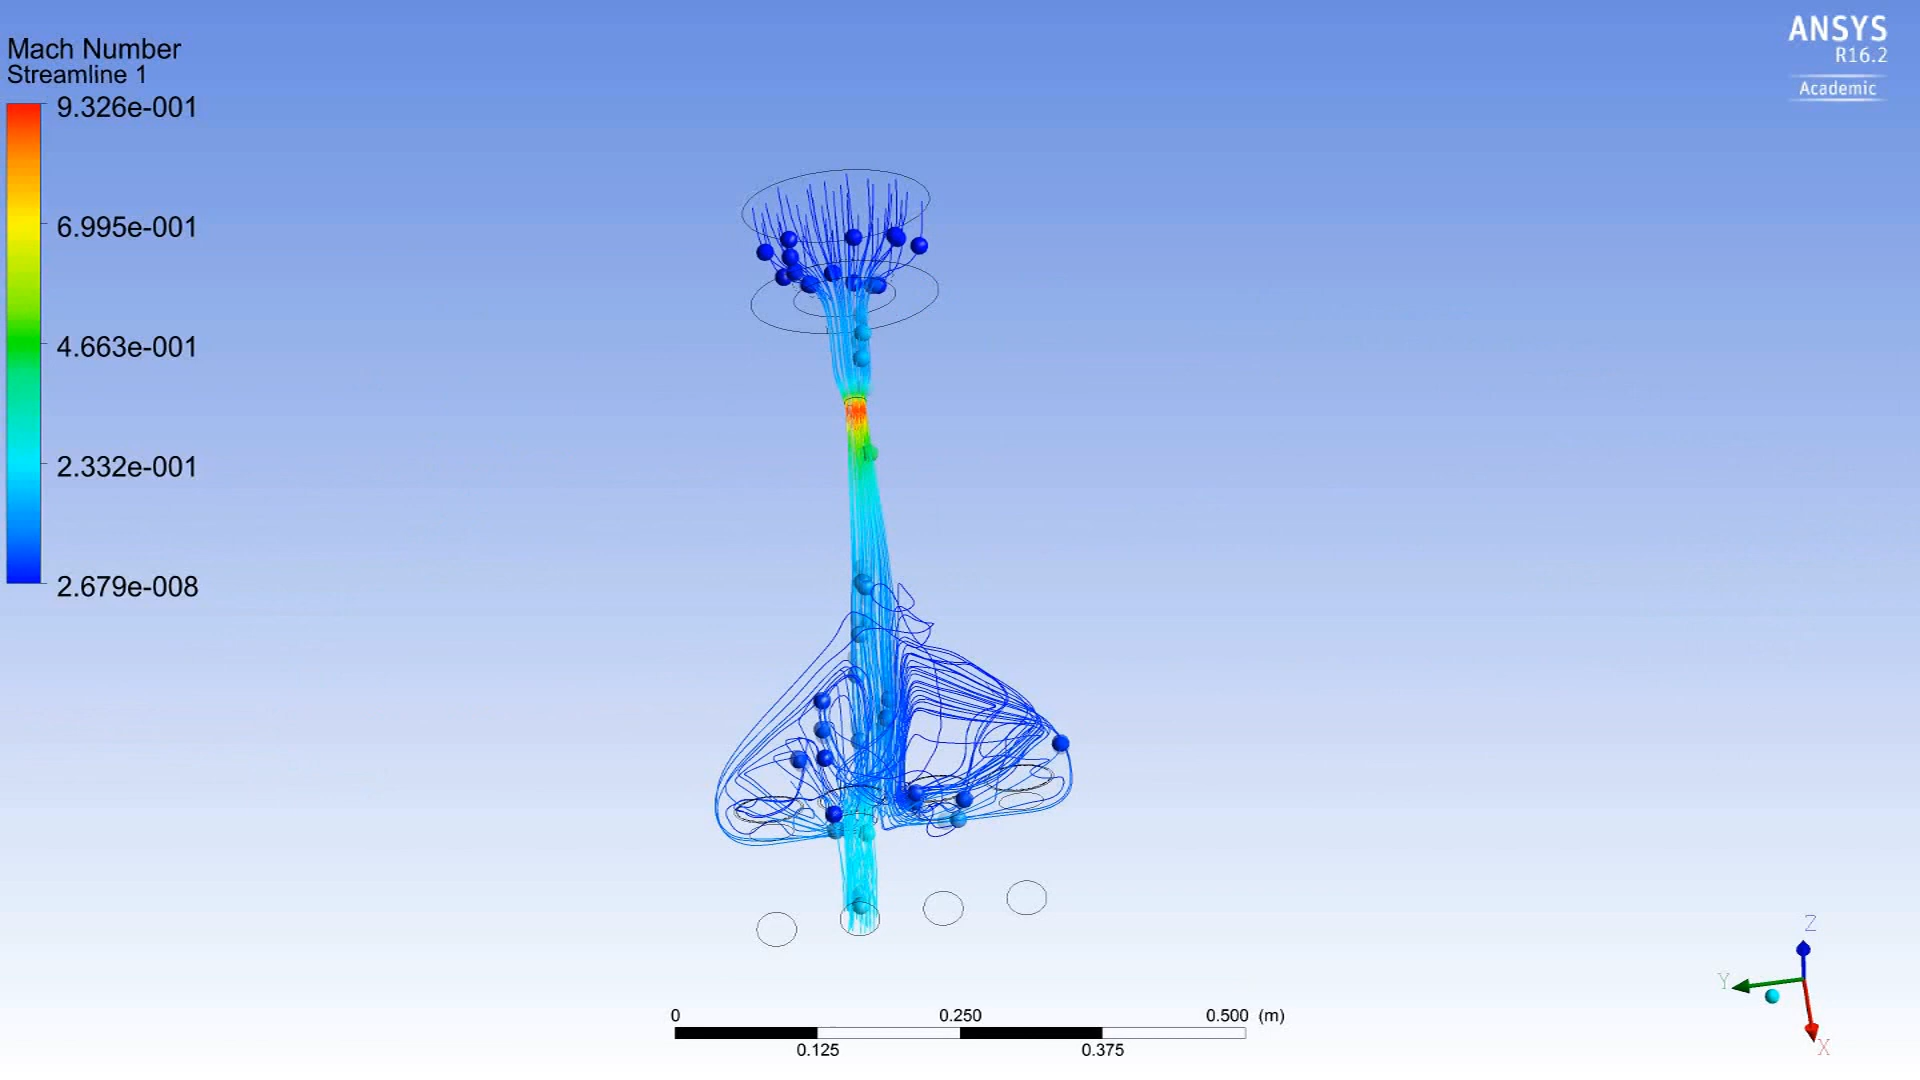 Mach Number
Streamline 1
9.326e-001
6.995e-001
4.663e-001
2.332e-001
2.679e-008
ANSYS
R16.2
Academic
0 0.250 0.500 (m)
0.125 0.375
Z
Y
X